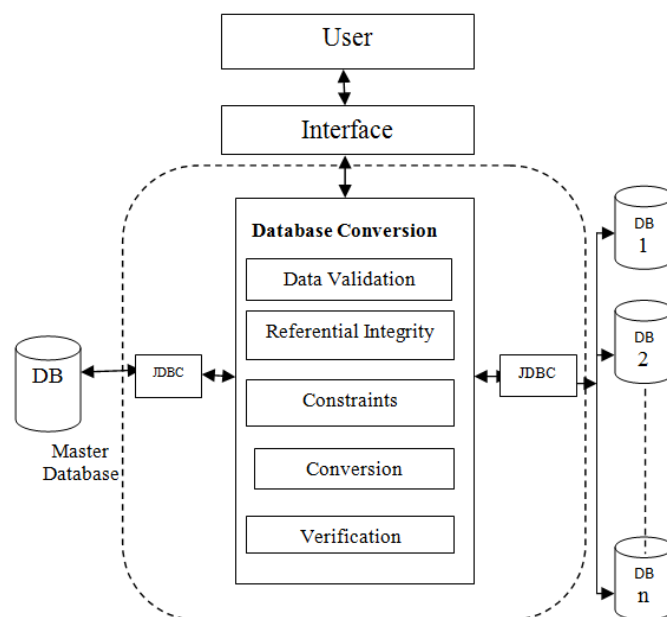 User
Interface
Database Conversion
Data Validation
Referential Integrity
Constraints
Conversion
Verification
DB
Master
Database
JDBC
JDBC
DB
1
DB
2
DB
n